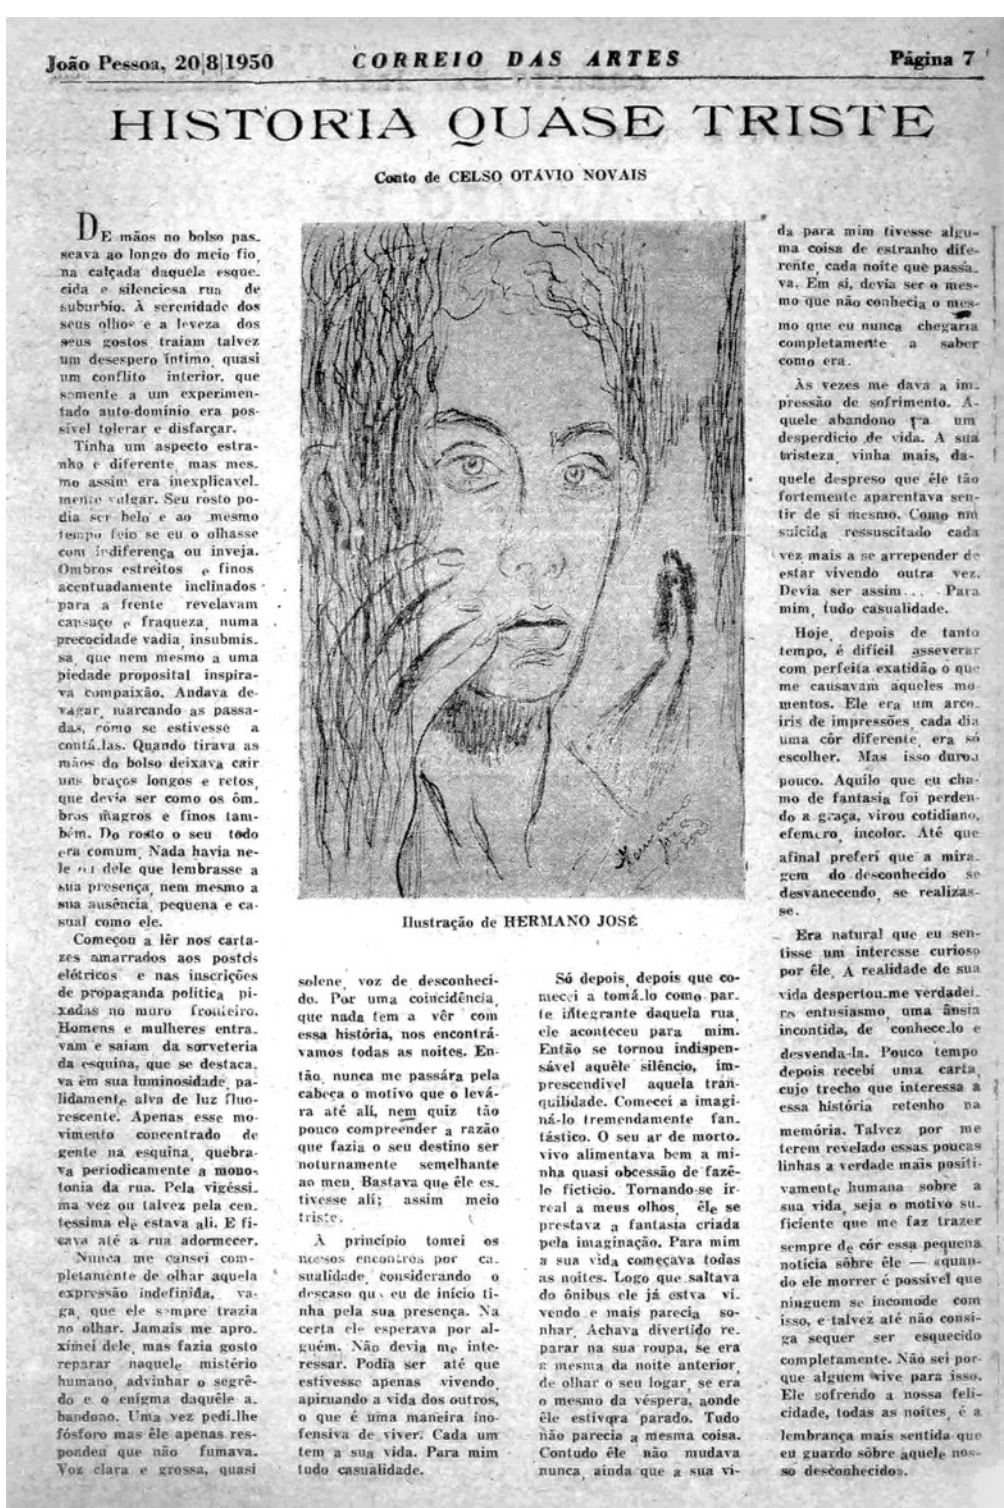 João Pessoa, 20|8|1950
CORREIO DAS ARTES
Página 7
HISTORIA QUASE TRISTE
Conto de CELSO OTÁVIO NOVAIS
DE mãos no bolso pas-
seava ao longo do meio fio,
na calçada daquela esque-
cida e silenciosa rua de
suburbio. À serenidade dos
seus olhos e a leveza dos
seus gostos traiam talvez
um desespero íntimo, quasi
um conflito interior, que
somente a um experimen-
tado auto-domínio era pos-
sível tolerar e disfarçar.
Tinha um aspecto estra-
nho e diferente, mas mes-
mo assim era inexplicavel-
mente vulgar. Seu rosto po-
dia ser belo e ao mesmo
tempo feio se eu o olhasse
com indiferença ou inveja.
Ombros estreitos e finos
acentuadamente inclinados
para a frente revelavam
cansaço e fraqueza, numa
precocidade vadia, insubmis-
sa, que nem mesmo a uma
piedade proposital inspira-
va compaixão. Andava de-
vagar, marcando as passa-
das, como se estivesse a
contá-las. Quando tirava as
mãos do bolso deixava cair
uns braços longos e retos,
que devia ser como os ôm-
bros magros e finos tam-
bém. Do rosto o seu todo
era comum. Nada havia ne-
le dele que lembrasse a
sua presença, nem mesmo a
sua ausência, pequena e ca-
sual como ele.
Começou a lêr nos carta-
zes amarrados aos postes
elétricos e nas inscrições
de propaganda política pi-
xadas no muro fronteiro.
Homens e mulheres entra-
vam e saiam da sorveteria
da esquina, que se destaca-
va em sua luminosidade, pa-
lidamente alva de luz fluo-
rescente. Apenas esse mo-
vimento concentrado de
gente na esquina, quebra-
va periodicamente a mono-
tonia da rua. Pela vigéssi-
ma vez ou talvez pela cen-
tessima ele estava ali. E fi-
cava até a rua adormecer.
Nunca me cansei com-
pletamente de olhar aquela
expressão indefinida, va-
ga, que ele sempre trazia
no olhar. Jamais me apro-
ximei dele, mas fazia gosto
reparar naquele mistério
humano, advinhar o segrê-
do e o enigma daquêle a-
bandono. Uma vez pedi-lhe
fósforo mas êle apenas res-
pondeu que não fumava.
Voz clara e grossa, quasi
Ilustração de HERMANO JOSÉ
solene, voz de desconheci-
do. Por uma coincidência,
que nada tem a vêr com
essa história, nos encontrá-
vamos todas as noites. En-
tão, nunca me passára pela
cabeça o motivo que o levá-
ra até alí, nem quiz tão
pouco compreender a razão
que fazia o seu destino ser
noturnamente semelhante
ao meu. Bastava que êle es-
tivesse alí; assim meio
triste.
À princípio tomei os
nossos encontros por ca-
sualidade, considerando o
descaso que eu de início ti-
nha pela sua presença. Na
certa ele esperava por al-
guém. Não devia me inte-
ressar. Podia ser até que
estivesse apenas vivendo,
apiruando a vida dos outros,
o que é uma maneira ino-
fensiva de viver. Cada um
tem a sua vida. Para mim
tudo casualidade.
Só depois, depois que co-
mecei a tomá-lo como par-
te integrante daquela rua,
ele aconteceu para mim.
Então se tornou indispen-
sável aquêle silêncio, im-
prescendivel aquela tran-
quilidade. Comecei a imagi-
ná-lo tremendamente fan-
tástico. O seu ar de morto-
vivo alimentava bem a mi-
nha quasi obcessão de fazê-
lo ficticio. Tornando-se ir-
real a meus olhos, êle se
prestava a fantasia criada
pela imaginação. Para mim
a sua vida começava todas
as noites. Logo que saltava
do ônibus ele já estva vi-
vendo e mais parecia so-
nhar. Achava divertido re-
parar na sua roupa, se era
a mesma da noite anterior,
de olhar o seu logar, se era
o mesmo da véspera, aonde
êle estivera parado. Tudo
não parecia a mesma coisa.
Contudo êle não mudava
nunca, ainda que a sua vi-
da para mim tivesse algu-
ma coisa de estranho dife-
rente, cada noite que passa-
va. Em si, devia ser o mes-
mo que não conhecia o mes-
mo que eu nunca chegaria
completamente a saber
como era.
Às vezes me dava a im-
pressão de sofrimento. A-
quele abandono era um
desperdicio de vida. A sua
tristeza, vinha mais, da-
quele despreso que êle tão
fortemente aparentava sen-
tir de si mesmo. Como um
suicida ressuscitado cada
vez mais a se arrepender de
estar vivendo outra vez.
Devia ser assim... Para
mim, tudo casualidade.
Hoje, depois de tanto
tempo, é difícil asseverar
com perfeita exatidão o que
me causavam aqueles mo-
mentos. Ele era um arco-
iris de impressões, cada dia
uma côr diferente, era só
escolher. Mas isso durou
pouco. Aquilo que eu cha-
mo de fantasia foi perden-
do a graça, virou cotidiano,
efemero, incolor. Até que
afinal preferí que a mira-
gem do desconhecido se
desvanecendo, se realizas-
se.
Era natural que eu sen-
tisse um interesse curioso
por êle. A realidade de sua
vida despertou-me verdadei-
ro entusiasmo, uma ânsia
incontida, de conhece-lo e
desvenda-la. Pouco tempo
depois recebí uma carta,
cujo trecho que interessa a
essa história retenho na
memória. Talvez por me
terem revelado essas poucas
linhas a verdade mais positi-
vamente humana sobre a
sua vida, seja o motivo su-
ficiente que me faz trazer
sempre de cór essa pequena
notícia sôbre êle — «quan-
do ele morrer é possível que
ninguem se incomode com
isso, e talvez até não consi-
ga sequer ser esquecido
completamente. Não sei por-
que alguem vive para isso.
Ele sofrendo a nossa feli-
cidade, todas as noites, é a
lembrança mais sentida que
eu guardo sôbre aquele nos-
so desconhecido».